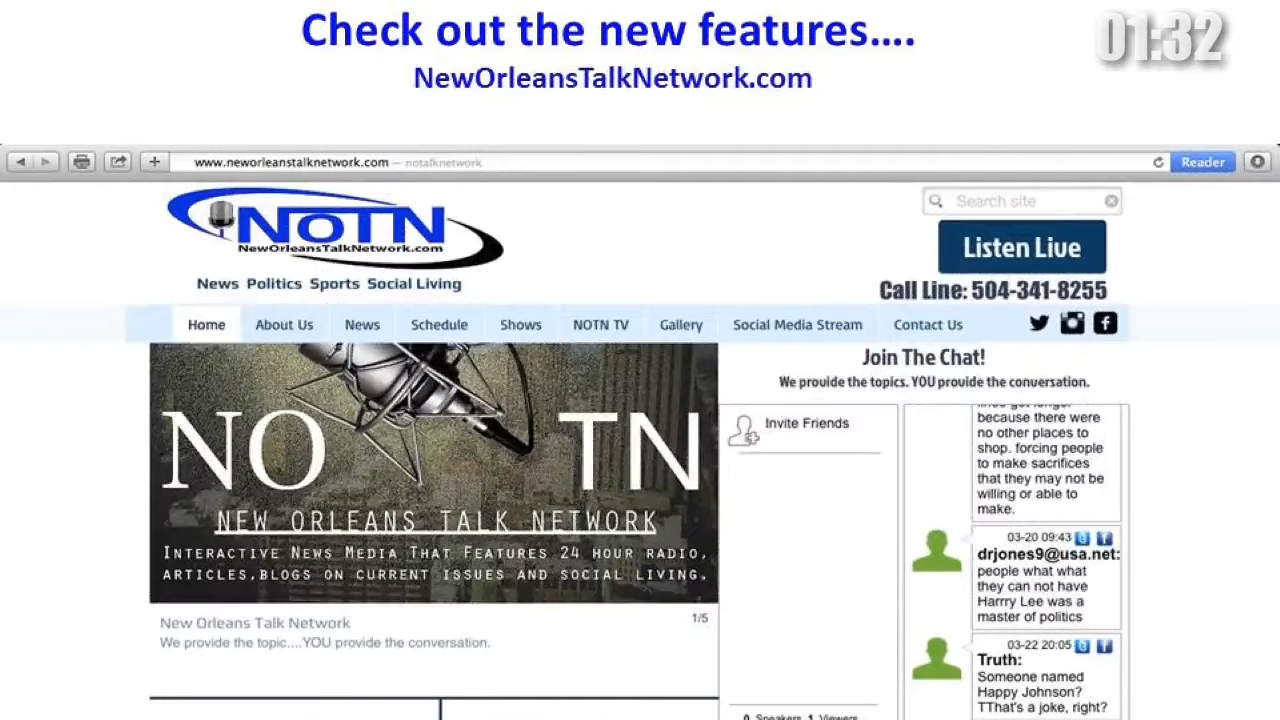 Check out the new features....
01:32
NewOrleansTalkNetwork.com
www.neworleanstalknetwork.com — notalknetwork
Reader
NOTN
NewOrleansTalkNetwork.com
News Politics Sports Social Living
Search site
Listen Live
Call Line: 504-341-8255
Home About Us News Schedule Shows NOTN TV Gallery Social Media Stream Contact Us
NO TN
NEW ORLEANS TALK NETWORK
INTERACTIVE NEWS MEDIA THAT FEATURES 24 HOUR RADIO,
ARTICLES,BLOGS ON CURRENT ISSUES AND SOCIAL LIVING.
New Orleans Talk Network
1/5
We provide the topic....YOU provide the conversation.
Join The Chat!
We provide the topics. YOU provide the conversation.
Invite Friends
0 Speakers, 1 Viewers
because there were
no other places to
shop. forcing people
to make sacrifices
that they may not be
willing or able to
make.
03-20 09:43
drjones9@usa.net:
people what what
they can not have
Harrry Lee was a
master of politics
03-22 20:05
Truth:
Someone named
Happy Johnson?
TThat's a joke, right?